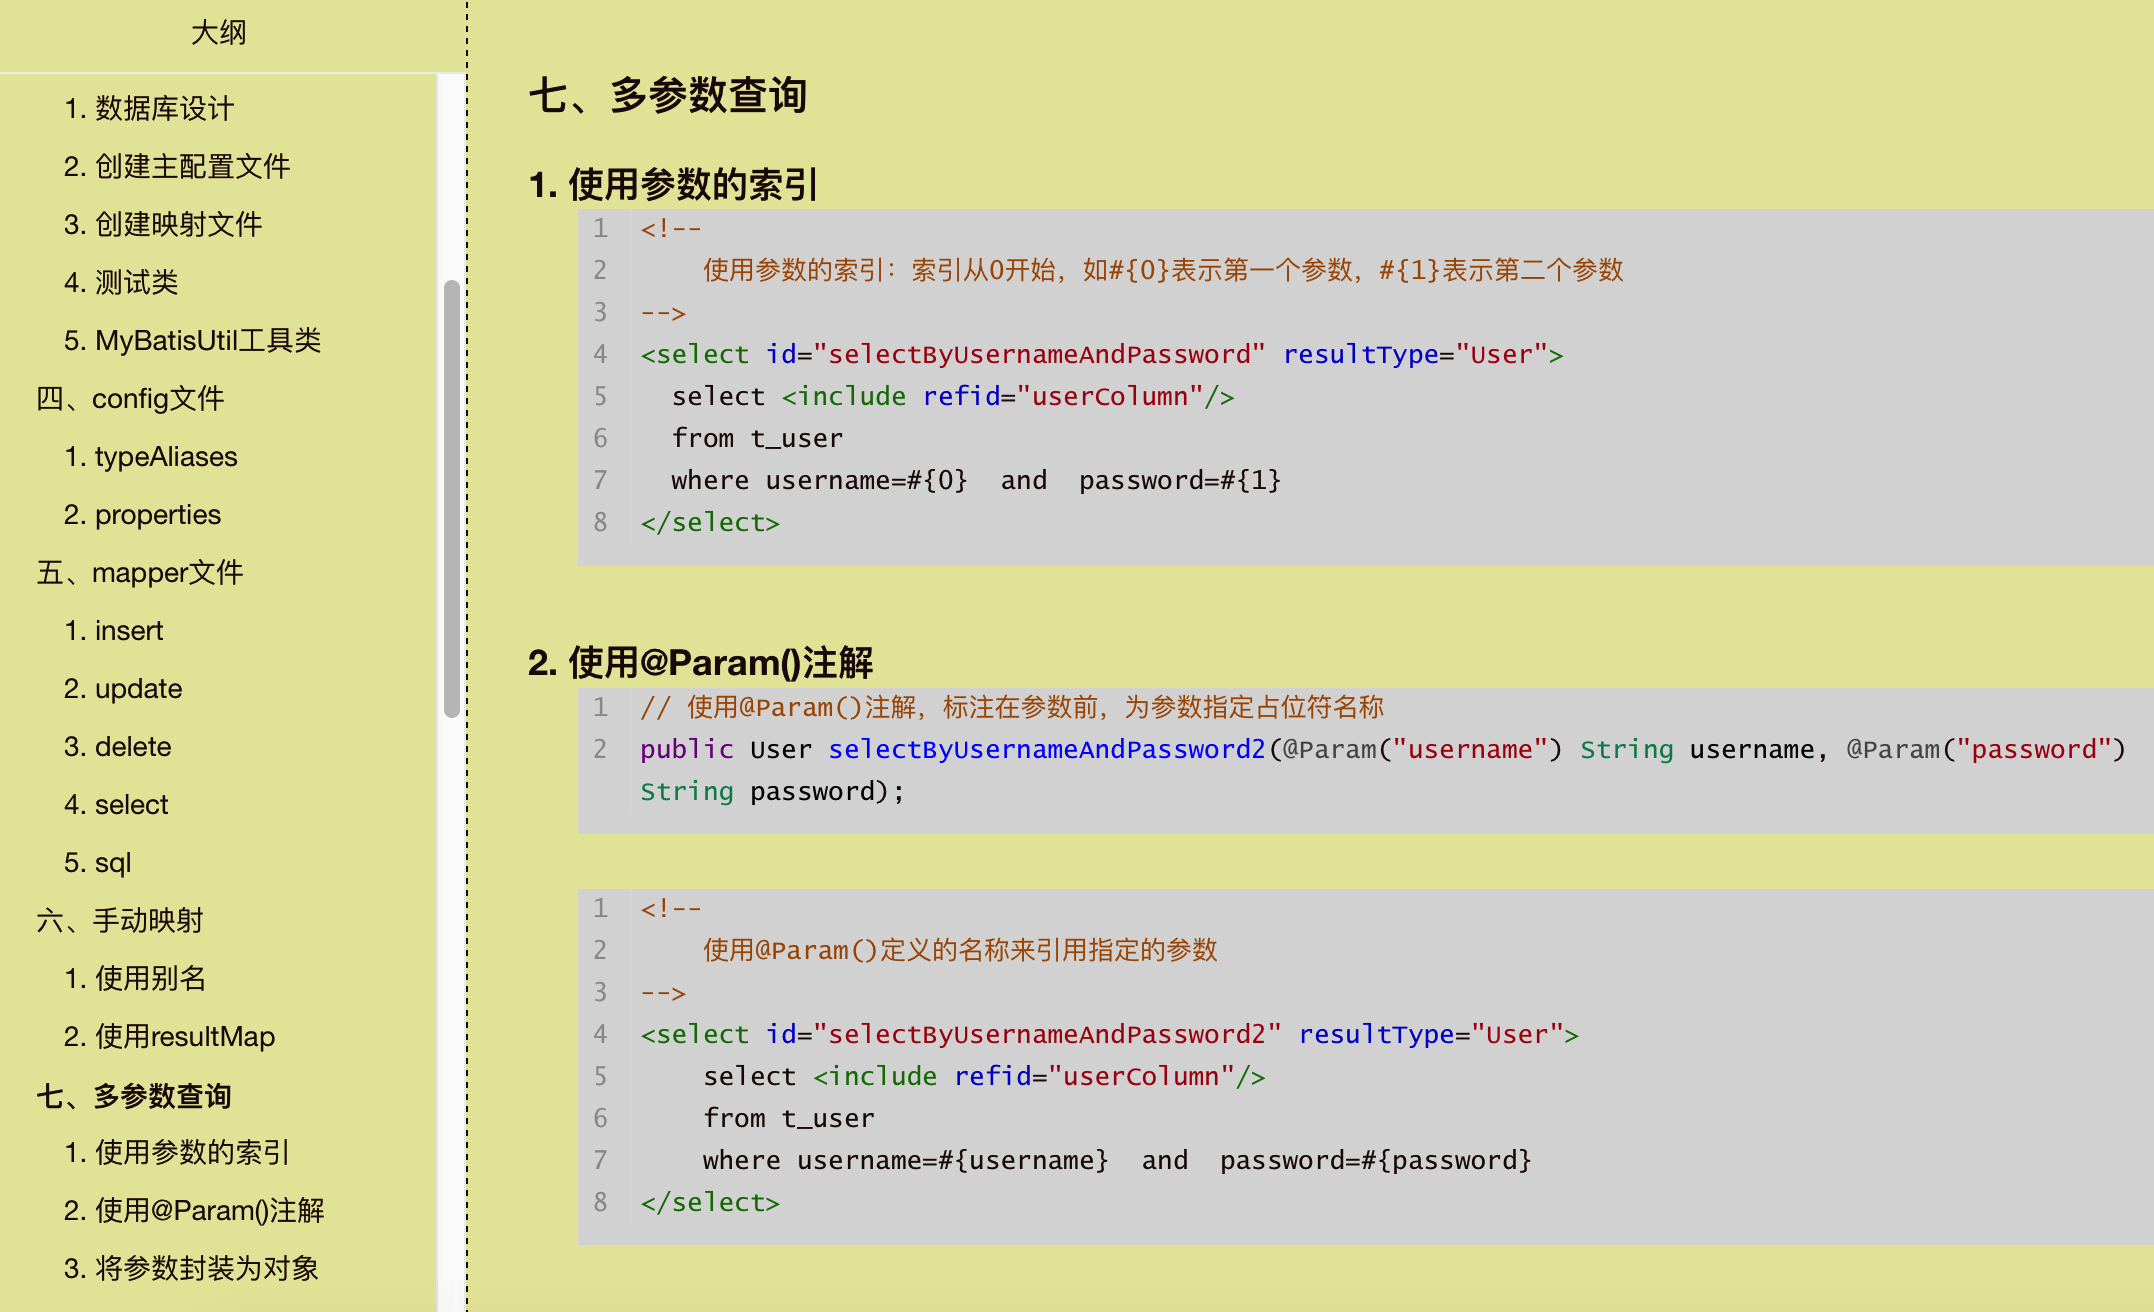 大纲
1. 数据库设计
2. 创建主配置文件
3. 创建映射文件
4. 测试类
5. MyBatisUtil工具类
四、config文件
1. typeAliases
2. properties
五、mapper文件
1. insert
2. update
3. delete
4. select
5. sql
六、手动映射
1. 使用别名
2. 使用resultMap
七、多参数查询
1. 使用参数的索引
2. 使用@Param()注解
3. 将参数封装为对象
七、多参数查询
1. 使用参数的索引
1 <!--
2     使用参数的索引：索引从0开始，如#{0}表示第一个参数，#{1}表示第二个参数
3 -->
4 <select id="selectByUsernameAndPassword" resultType="User">
5   select <include refid="userColumn"/>
6   from t_user
7   where username=#{0}  and  password=#{1}
8 </select>
2. 使用@Param()注解
1 // 使用@Param()注解，标注在参数前，为参数指定占位符名称
2 public User selectByUsernameAndPassword2(@Param("username") String username, @Param("password")
String password);
1 <!--
2     使用@Param()定义的名称来引用指定的参数
3 -->
4 <select id="selectByUsernameAndPassword2" resultType="User">
5     select <include refid="userColumn"/>
6     from t_user
7     where username=#{username}  and  password=#{password}
8 </select>